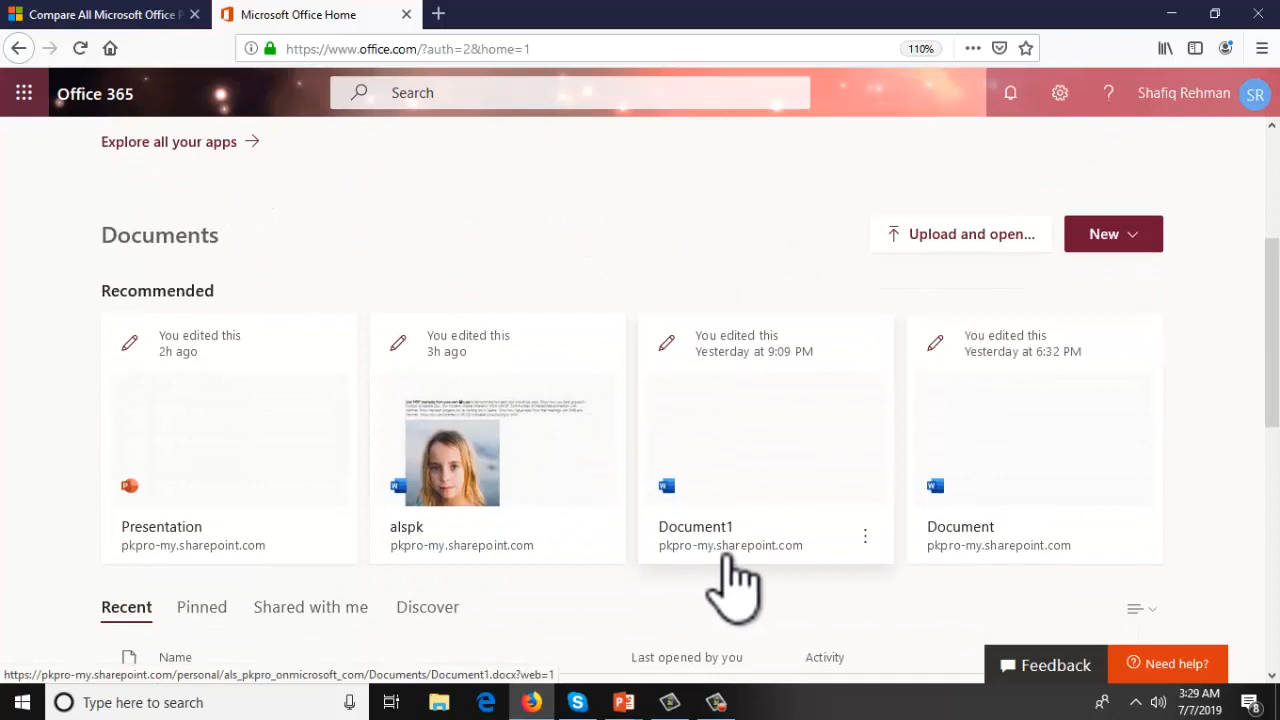 Compare All Microsoft Office P
Microsoft Office Home
https://www.office.com/?auth=2&home=1
110%
Office 365
Search
Shafiq Rehman
SR
Explore all your apps
Documents
Upload and open...
New
Recommended
You edited this
2h ago
You edited this
3h ago
You edited this
Yesterday at 9:09 PM
You edited this
Yesterday at 6:32 PM
Presentation
pkpro-my.sharepoint.com
alspk
pkpro-my.sharepoint.com
Document1
pkpro-my.sharepoint.com
Document
pkpro-my.sharepoint.com
Recent
Pinned
Shared with me
Discover
Name
Last opened by you
Activity
Feedback
Need help?
https://pkpro-my.sharepoint.com/personal/als_pkpro_onmicrosoft_com/Documents/Document1.docx?web=1
Type here to search
3:29 AM
7/7/2019
8